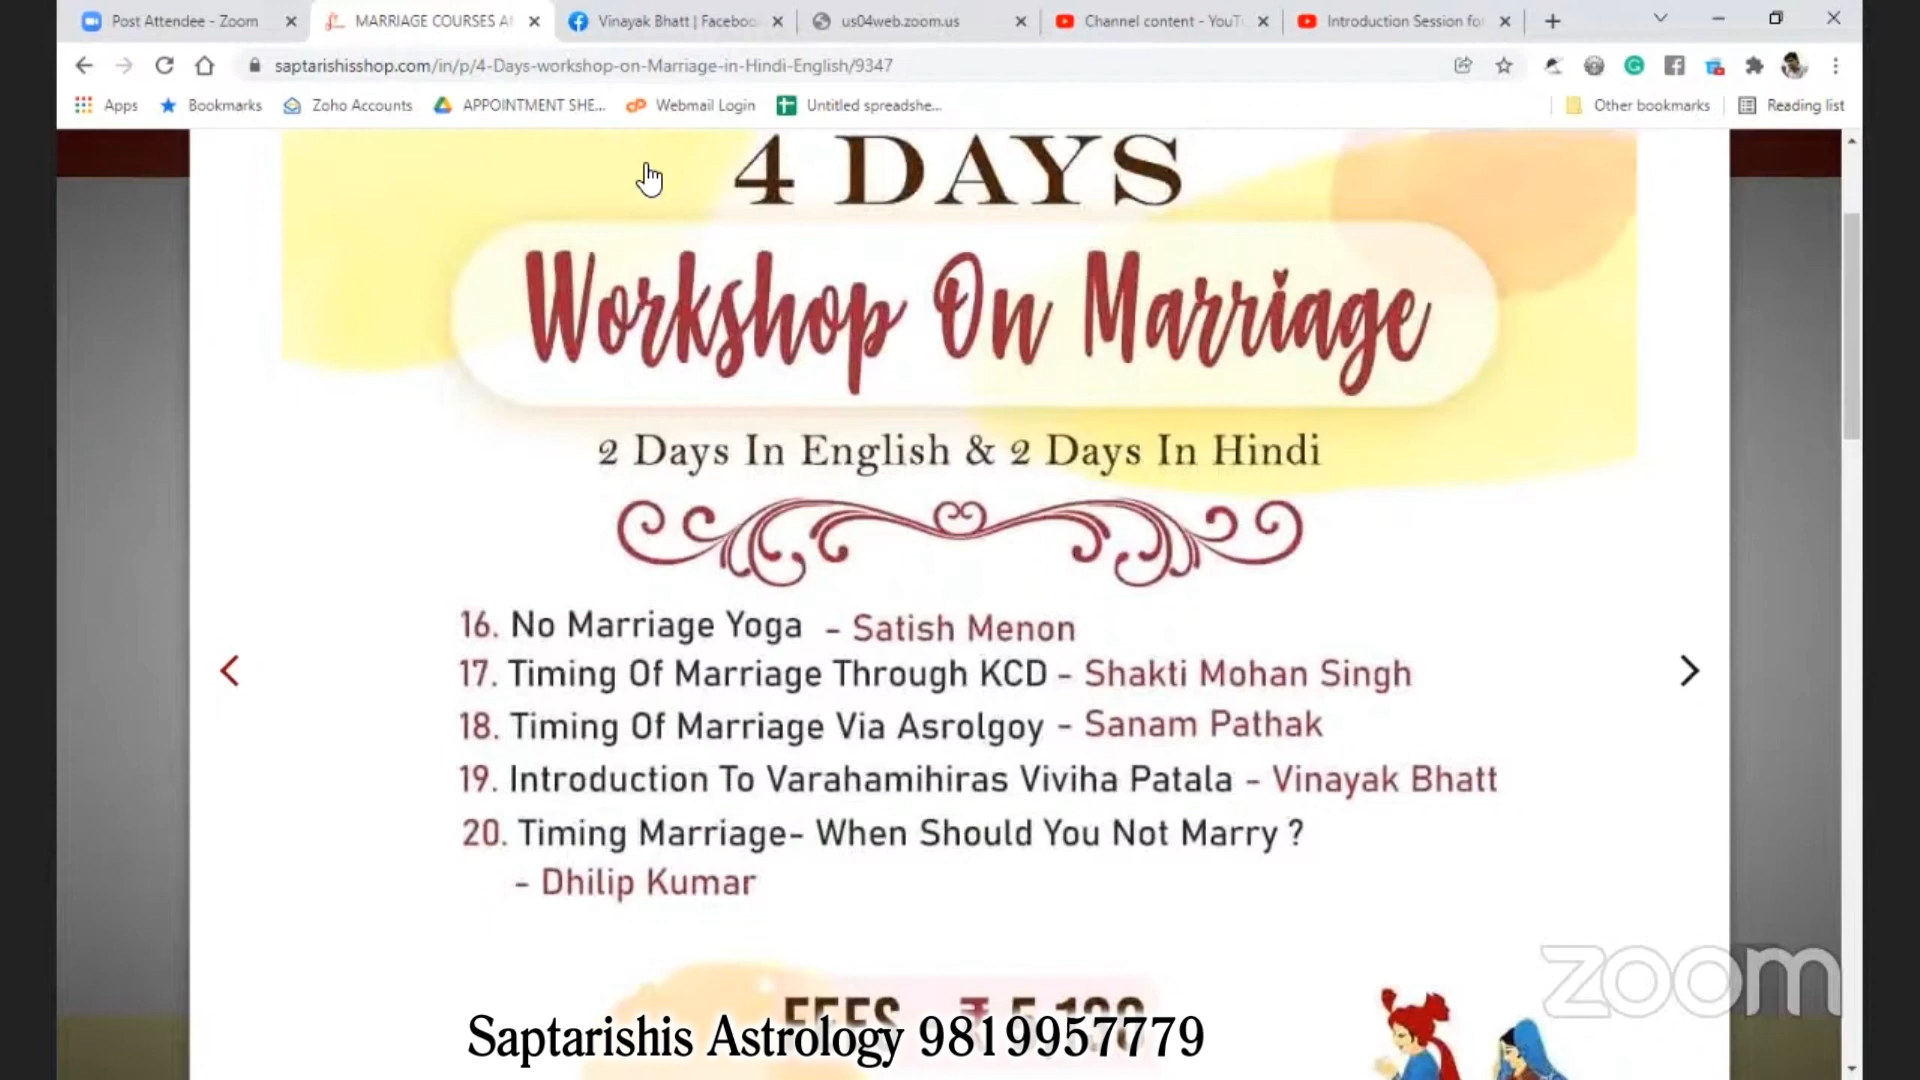 Post Attendee - Zoom
MARRIAGE COURSES A
Vinayak Bhatt | Faceboo
us04web.zoom.us
Channel content - YouT
Introduction Session fo
saptarishisshop.com/in/p/4-Days-workshop-on-Marriage-in-Hindi-English/9347
Apps
Bookmarks
Zoho Accounts
APPOINTMENT SHE...
Webmail Login
Untitled spreadshe...
Other bookmarks
Reading list
4 DAYS
Workshop On Marriage
2 Days In English & 2 Days In Hindi
16. No Marriage Yoga - Satish Menon
17. Timing Of Marriage Through KCD - Shakti Mohan Singh
18. Timing Of Marriage Via Asrolgoy - Sanam Pathak
19. Introduction To Varahamihiras Viviha Patala - Vinayak Bhatt
20. Timing Marriage- When Should You Not Marry ?
- Dhilip Kumar
FEES
Saptarishis Astrology 9819957779
zoom